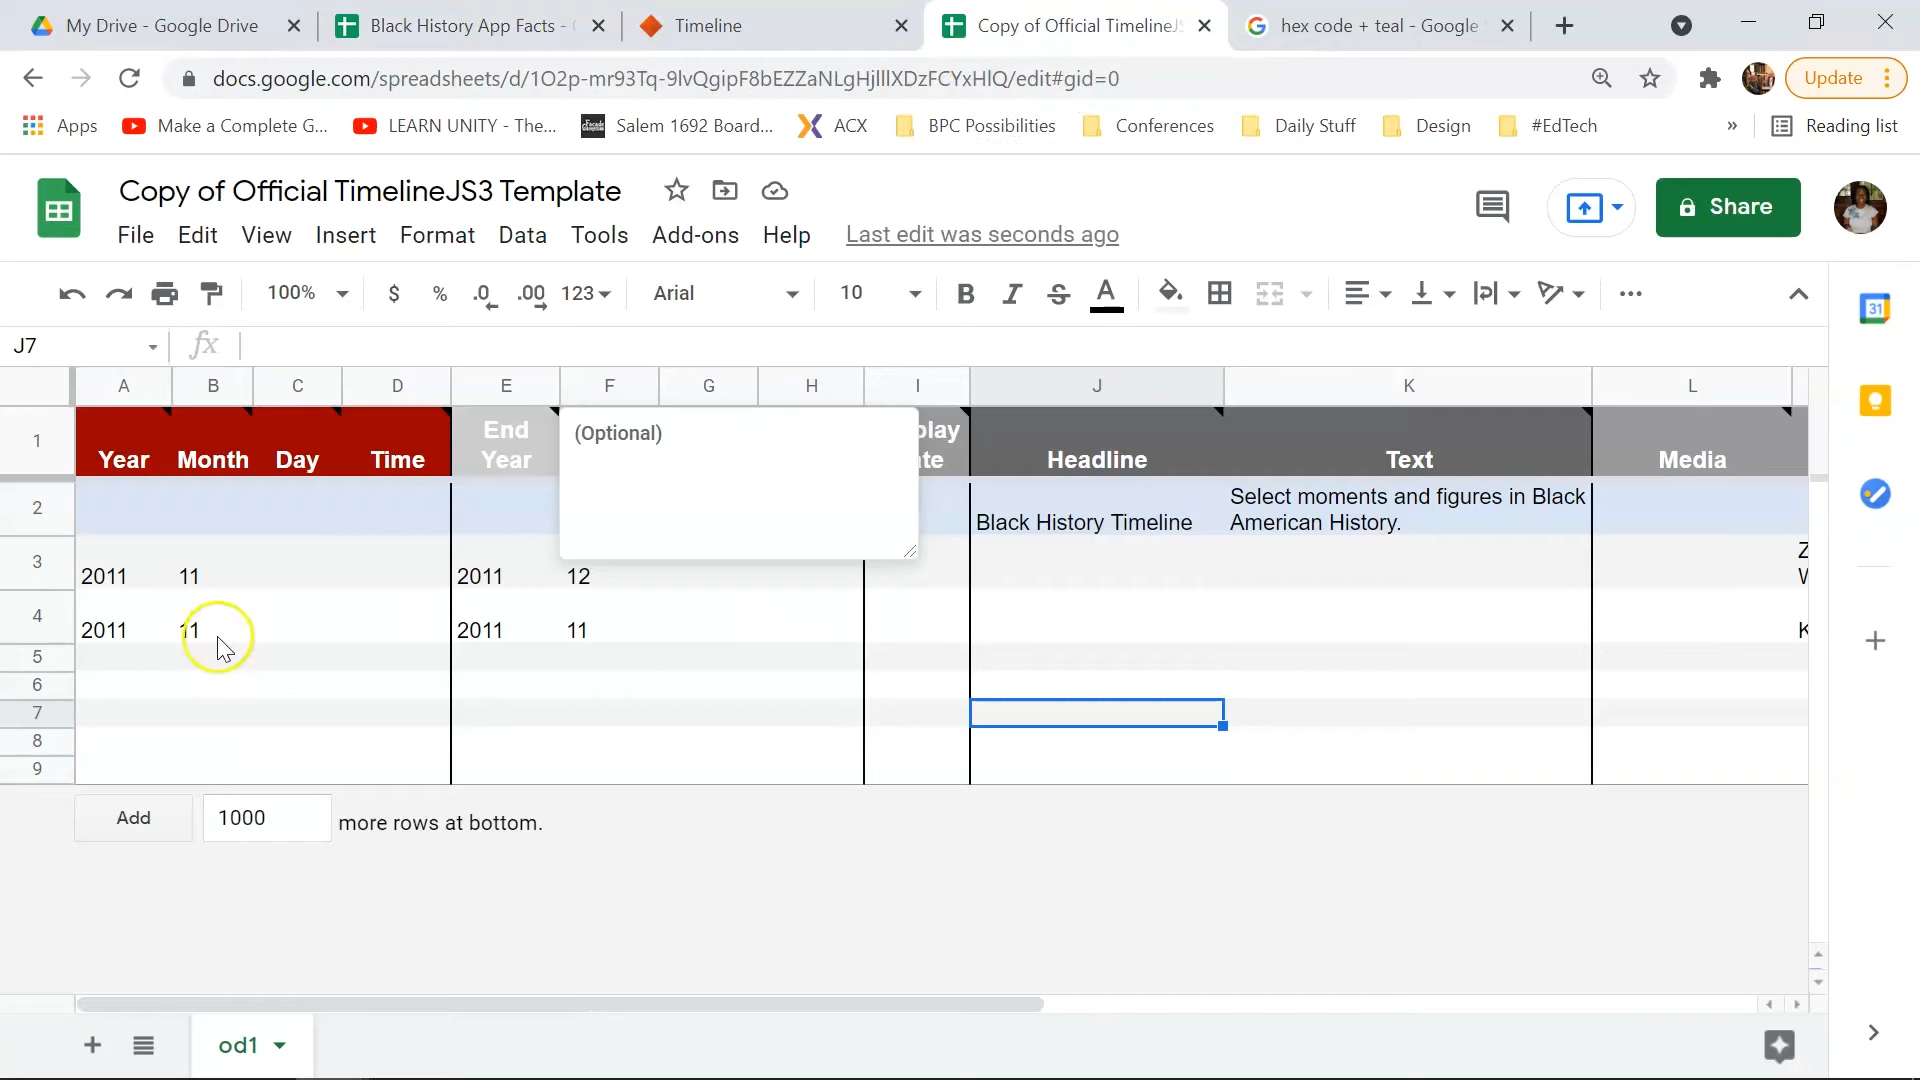 My Drive - Google Drive
Black History App Facts -
Timeline
Copy of Official TimelineJS
hex code + teal - Google
docs.google.com/spreadsheets/d/1O2p-mr93Tq-9lvQgipF8bEZZaNLgHjlllXDzFCYxHlQ/edit#gid=0
Update
Apps
Make a Complete G...
LEARN UNITY - The...
Salem 1692 Board...
ACX
BPC Possibilities
Conferences
Daily Stuff
Design
#EdTech
»
Reading list
Copy of Official TimelineJS3 Template
Share
File Edit View Insert Format Data Tools Add-ons Help Last edit was seconds ago
100% $ % .0 .00 123 Arial 10 B I S A
31
J7 fx
A B C D E F G H I J K L
1 Year Month Day Time End Year play te Headline Text Media
(Optional)
2 Black History Timeline Select moments and figures in Black
American History.
3 2011 11 2011 12
4 2011 11 2011 11 K
5
6
7
8
9
Add 1000 more rows at bottom.
od1